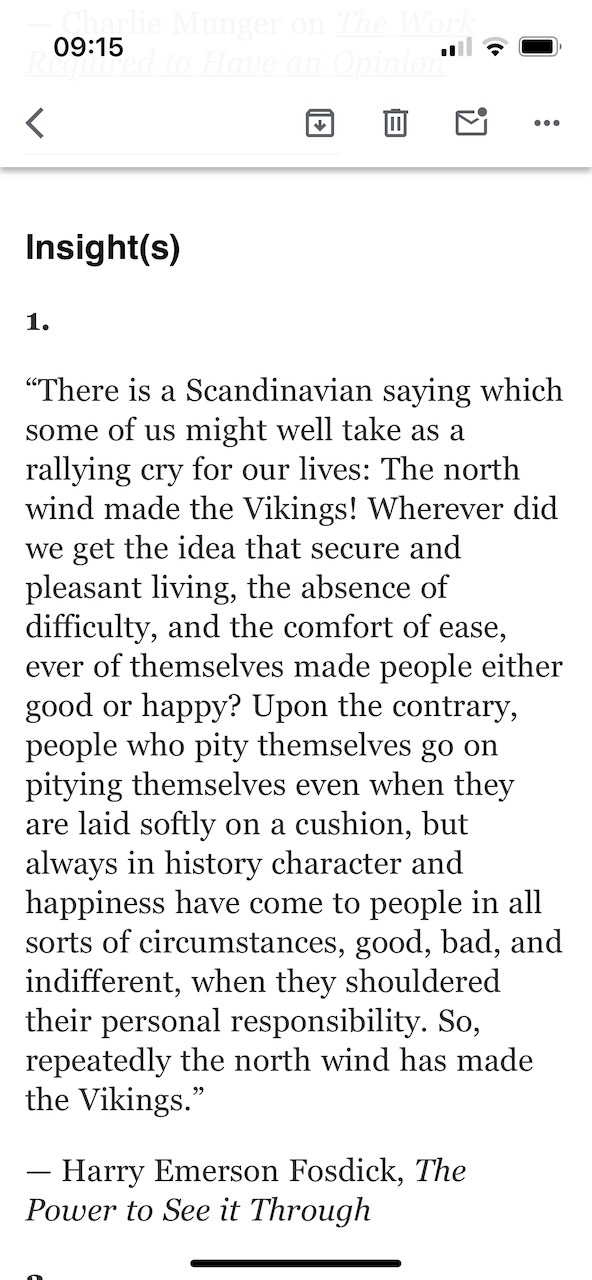 — Charlie Munger on The Work
09:15
Required to Have an Opinion
Insight(s)
1.
“There is a Scandinavian saying which
some of us might well take as a
rallying cry for our lives: The north
wind made the Vikings! Wherever did
we get the idea that secure and
pleasant living, the absence of
difficulty, and the comfort of ease,
ever of themselves made people either
good or happy? Upon the contrary,
people who pity themselves go on
pitying themselves even when they
are laid softly on a cushion, but
always in history character and
happiness have come to people in all
sorts of circumstances, good, bad, and
indifferent, when they shouldered
their personal responsibility. So,
repeatedly the north wind has made
the Vikings.”
— Harry Emerson Fosdick, The
Power to See it Through